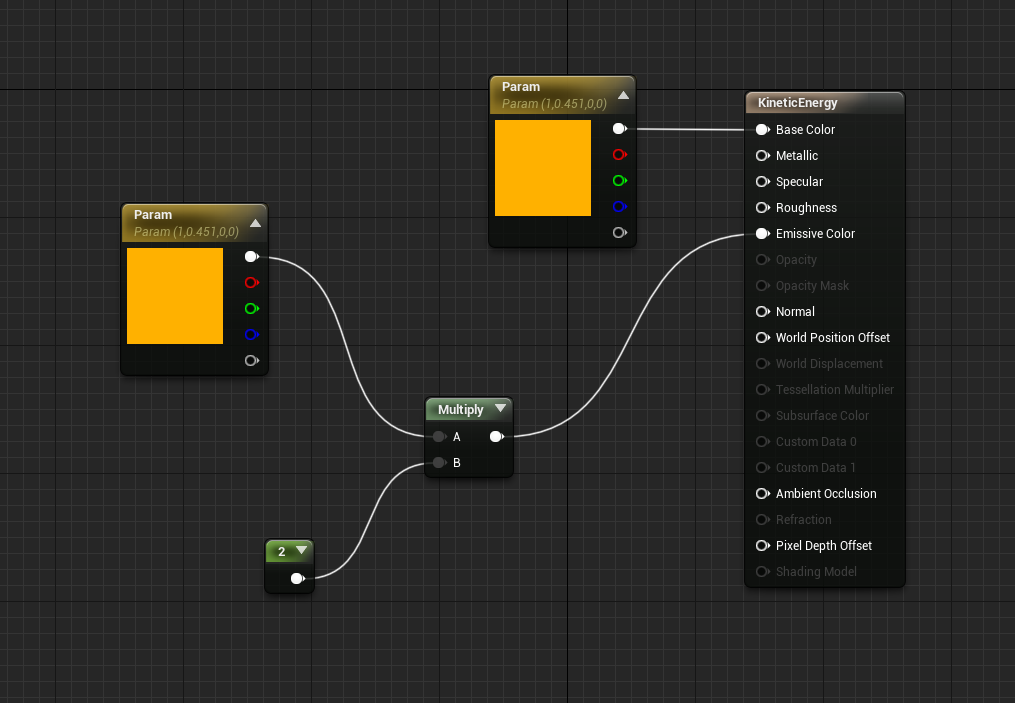 Param
Param (1,0.451,0,0)
KineticEnergy
Base Color
Metallic
Specular
Roughness
Emissive Color
Opacity
Opacity Mask
Normal
World Position Offset
World Displacement
Tessellation Multiplier
Subsurface Color
Custom Data 0
Custom Data 1
Ambient Occlusion
Refraction
Pixel Depth Offset
Shading Model
Param
Param (1,0.451,0,0)
Multiply
A
B
2